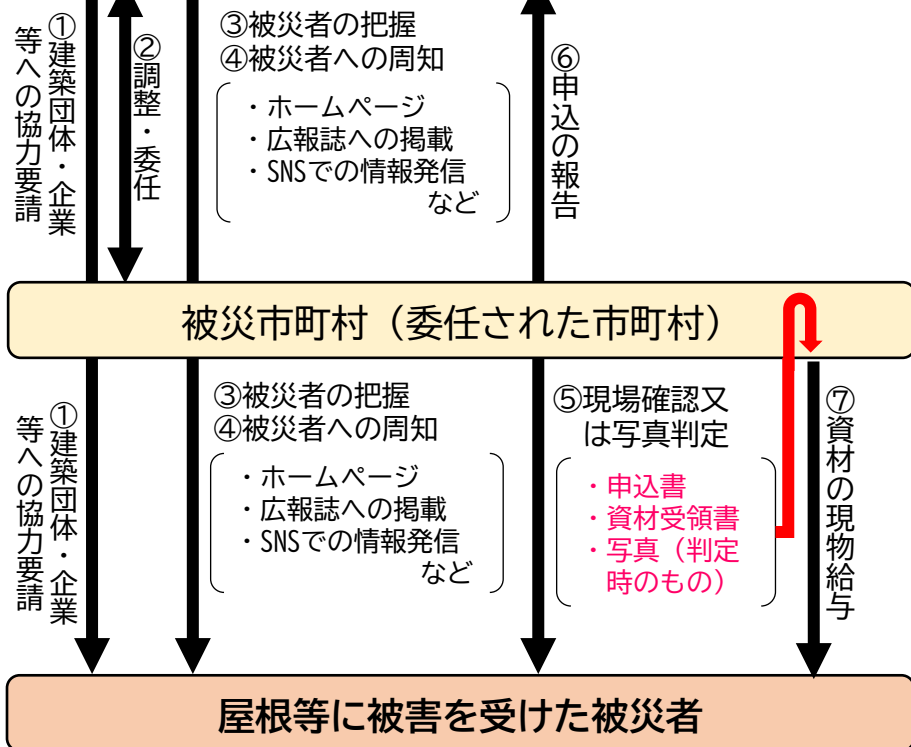 ①建築団体・企業
等への協力要請
②調整・委任
③被災者の把握
④被災者への周知
・ホームページ
・広報誌への掲載
・SNSでの情報発信
など
⑥申込の報告
被災市町村（委任された市町村）
①建築団体・企業
等への協力要請
③被災者の把握
④被災者への周知
・ホームページ
・広報誌への掲載
・SNSでの情報発信
など
⑤現場確認又
は写真判定
・申込書
・資材受領書
・写真（判定
時のもの）
⑦資材の現物給与
屋根等に被害を受けた被災者